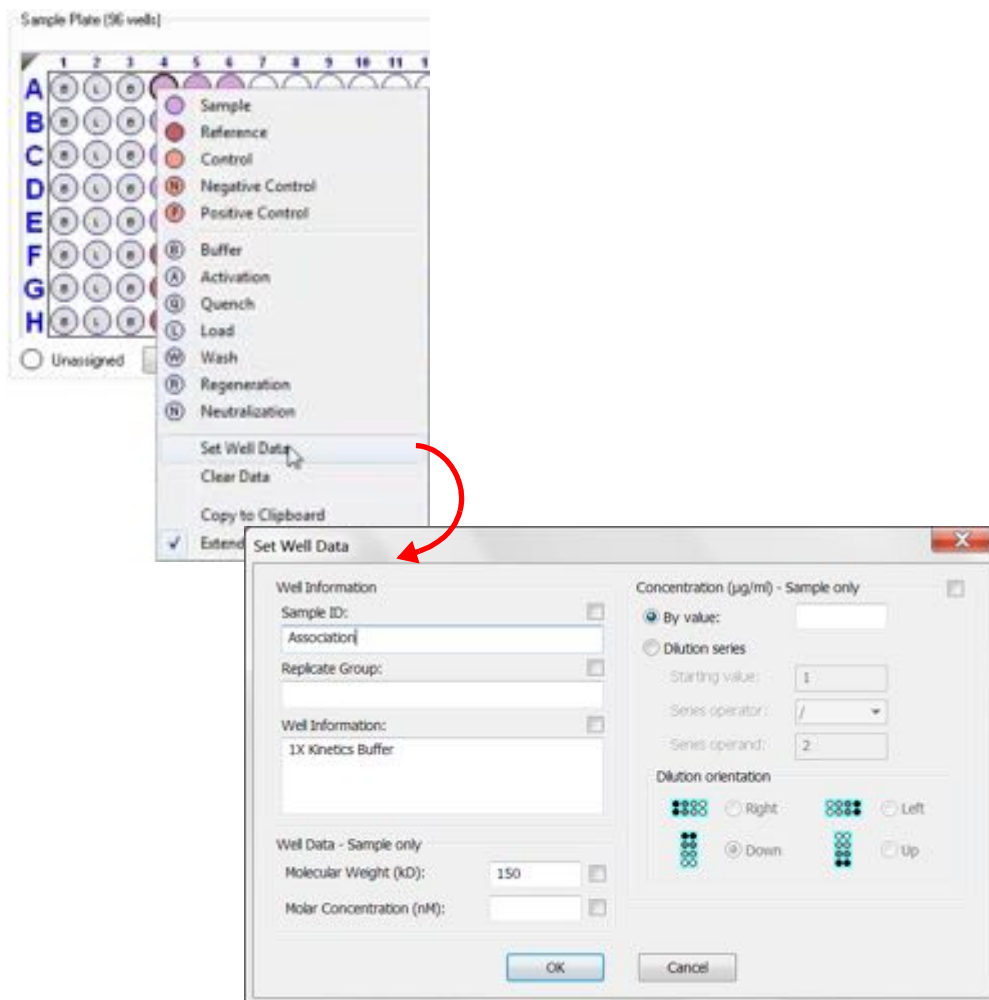 Sample Plate (96 wells)
1 2 3 4 5 6 7 8 9 10 11 1
A B L B
B B L B
C B L B
D B L B
E B L B
F B L B
G B L B
H B L B
Unassigned
Sample
Reference
Control
N Negative Control
P Positive Control
B Buffer
A Activation
Q Quench
L Load
W Wash
R Regeneration
N Neutralization
Set Well Data
Clear Data
Copy to Clipboard
Extend
Set Well Data
Well Information
Sample ID:
Association
Replicate Group:
Well Information:
1X Kinetics Buffer
Well Data - Sample only
Molecular Weight (kD): 150
Molar Concentration (nM):
Concentration (µg/ml) - Sample only
By value:
Dilution series
Starting value: 1
Series operator: /
Series operand: 2
Dilution orientation
Right Left
Down Up
OK Cancel